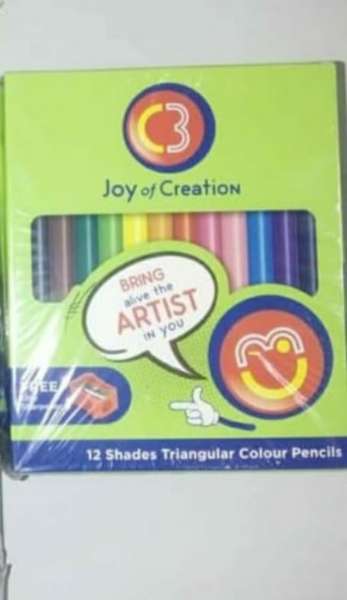 C3
Joy of Creation
BRING
alive the
ARTIST
IN YOU
FREE
12 Shades Triangular Colour Pencils